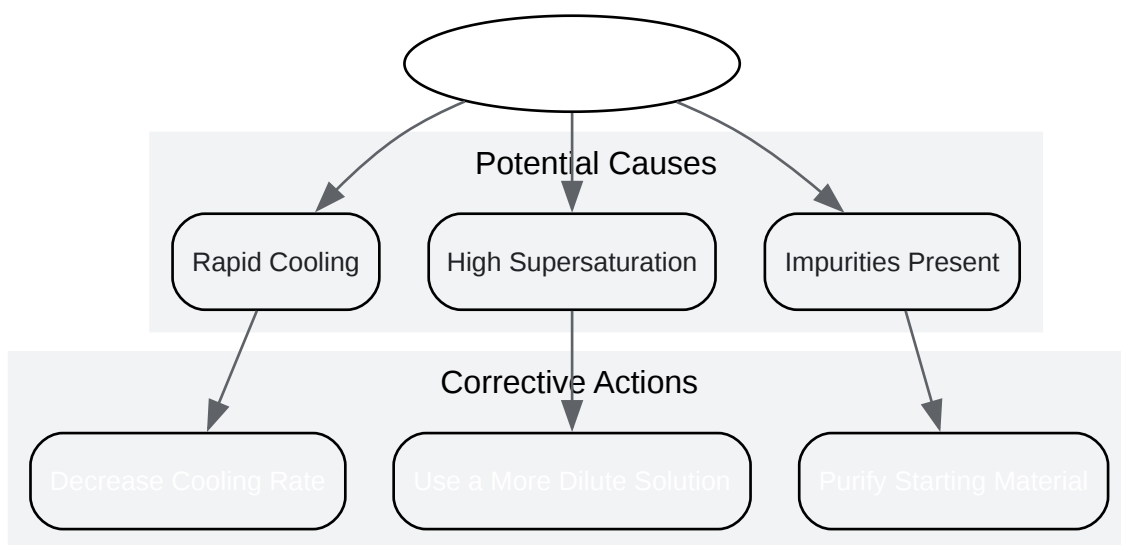 Potential Causes
Rapid Cooling
High Supersaturation
Impurities Present
Corrective Actions
Decrease Cooling Rate
Use a More Dilute Solution
Purify Starting Material